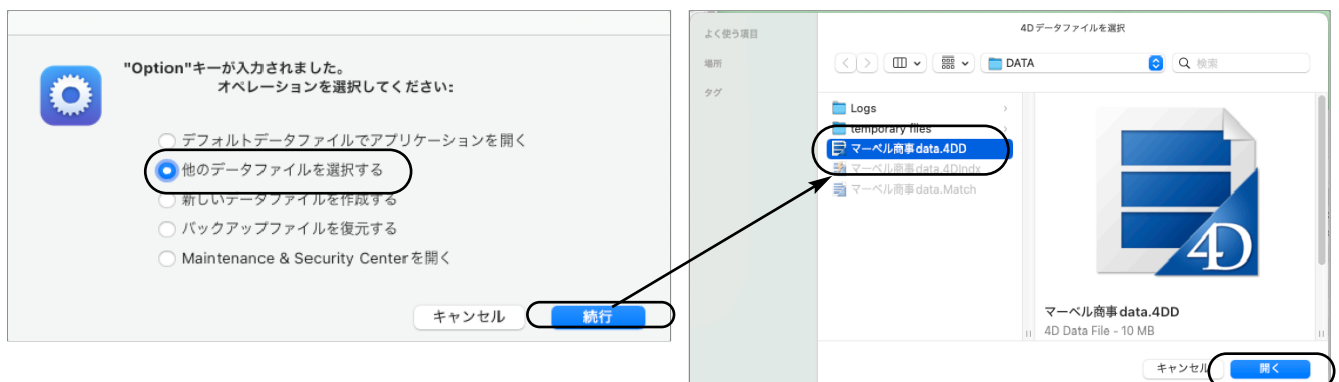 "Option"キーが入力されました。
オペレーションを選択してください:
デフォルトデータファイルでアプリケーションを開く
他のデータファイルを選択する
新しいデータファイルを作成する
バックアップファイルを復元する
Maintenance & Security Centerを開く
キャンセル
続行
4Dデータファイルを選択
よく使う項目
場所
タグ
DATA
検索
Logs
temporary files
マーベル商事data.4DD
マーベル商事data.4DIndx
マーベル商事data.Match
4D
マーベル商事data.4DD
4D Data File - 10 MB
キャンセル
開く